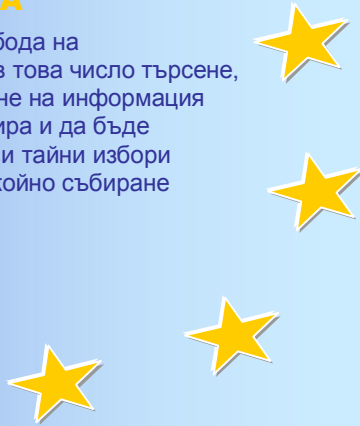 А
бода на
в това число търсене,
не на информация
ира и да бъде
и тайни избори
койно събиране